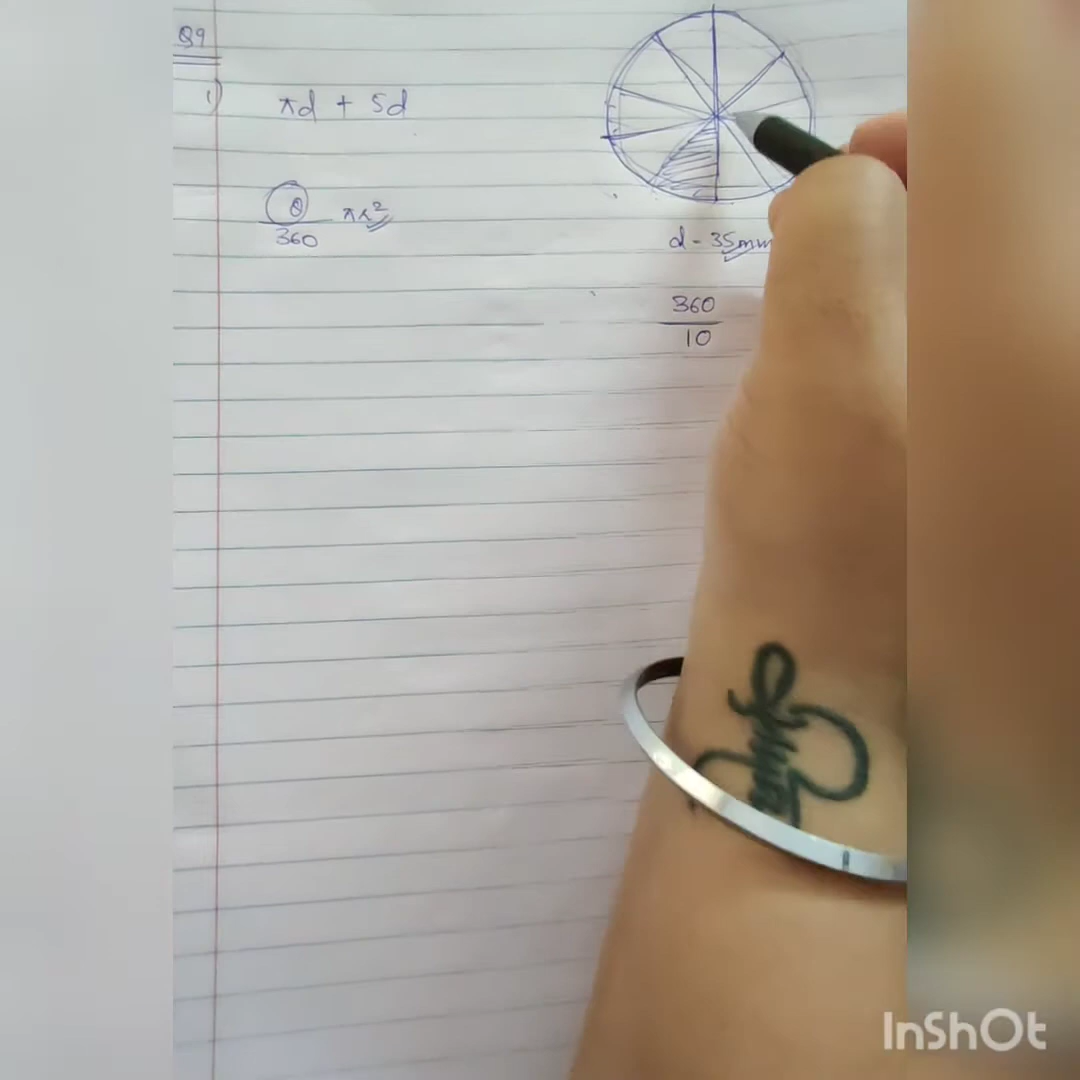 Q9
1) πd + 5d
θ πr²
360
d - 35mm
360
10
InShOt